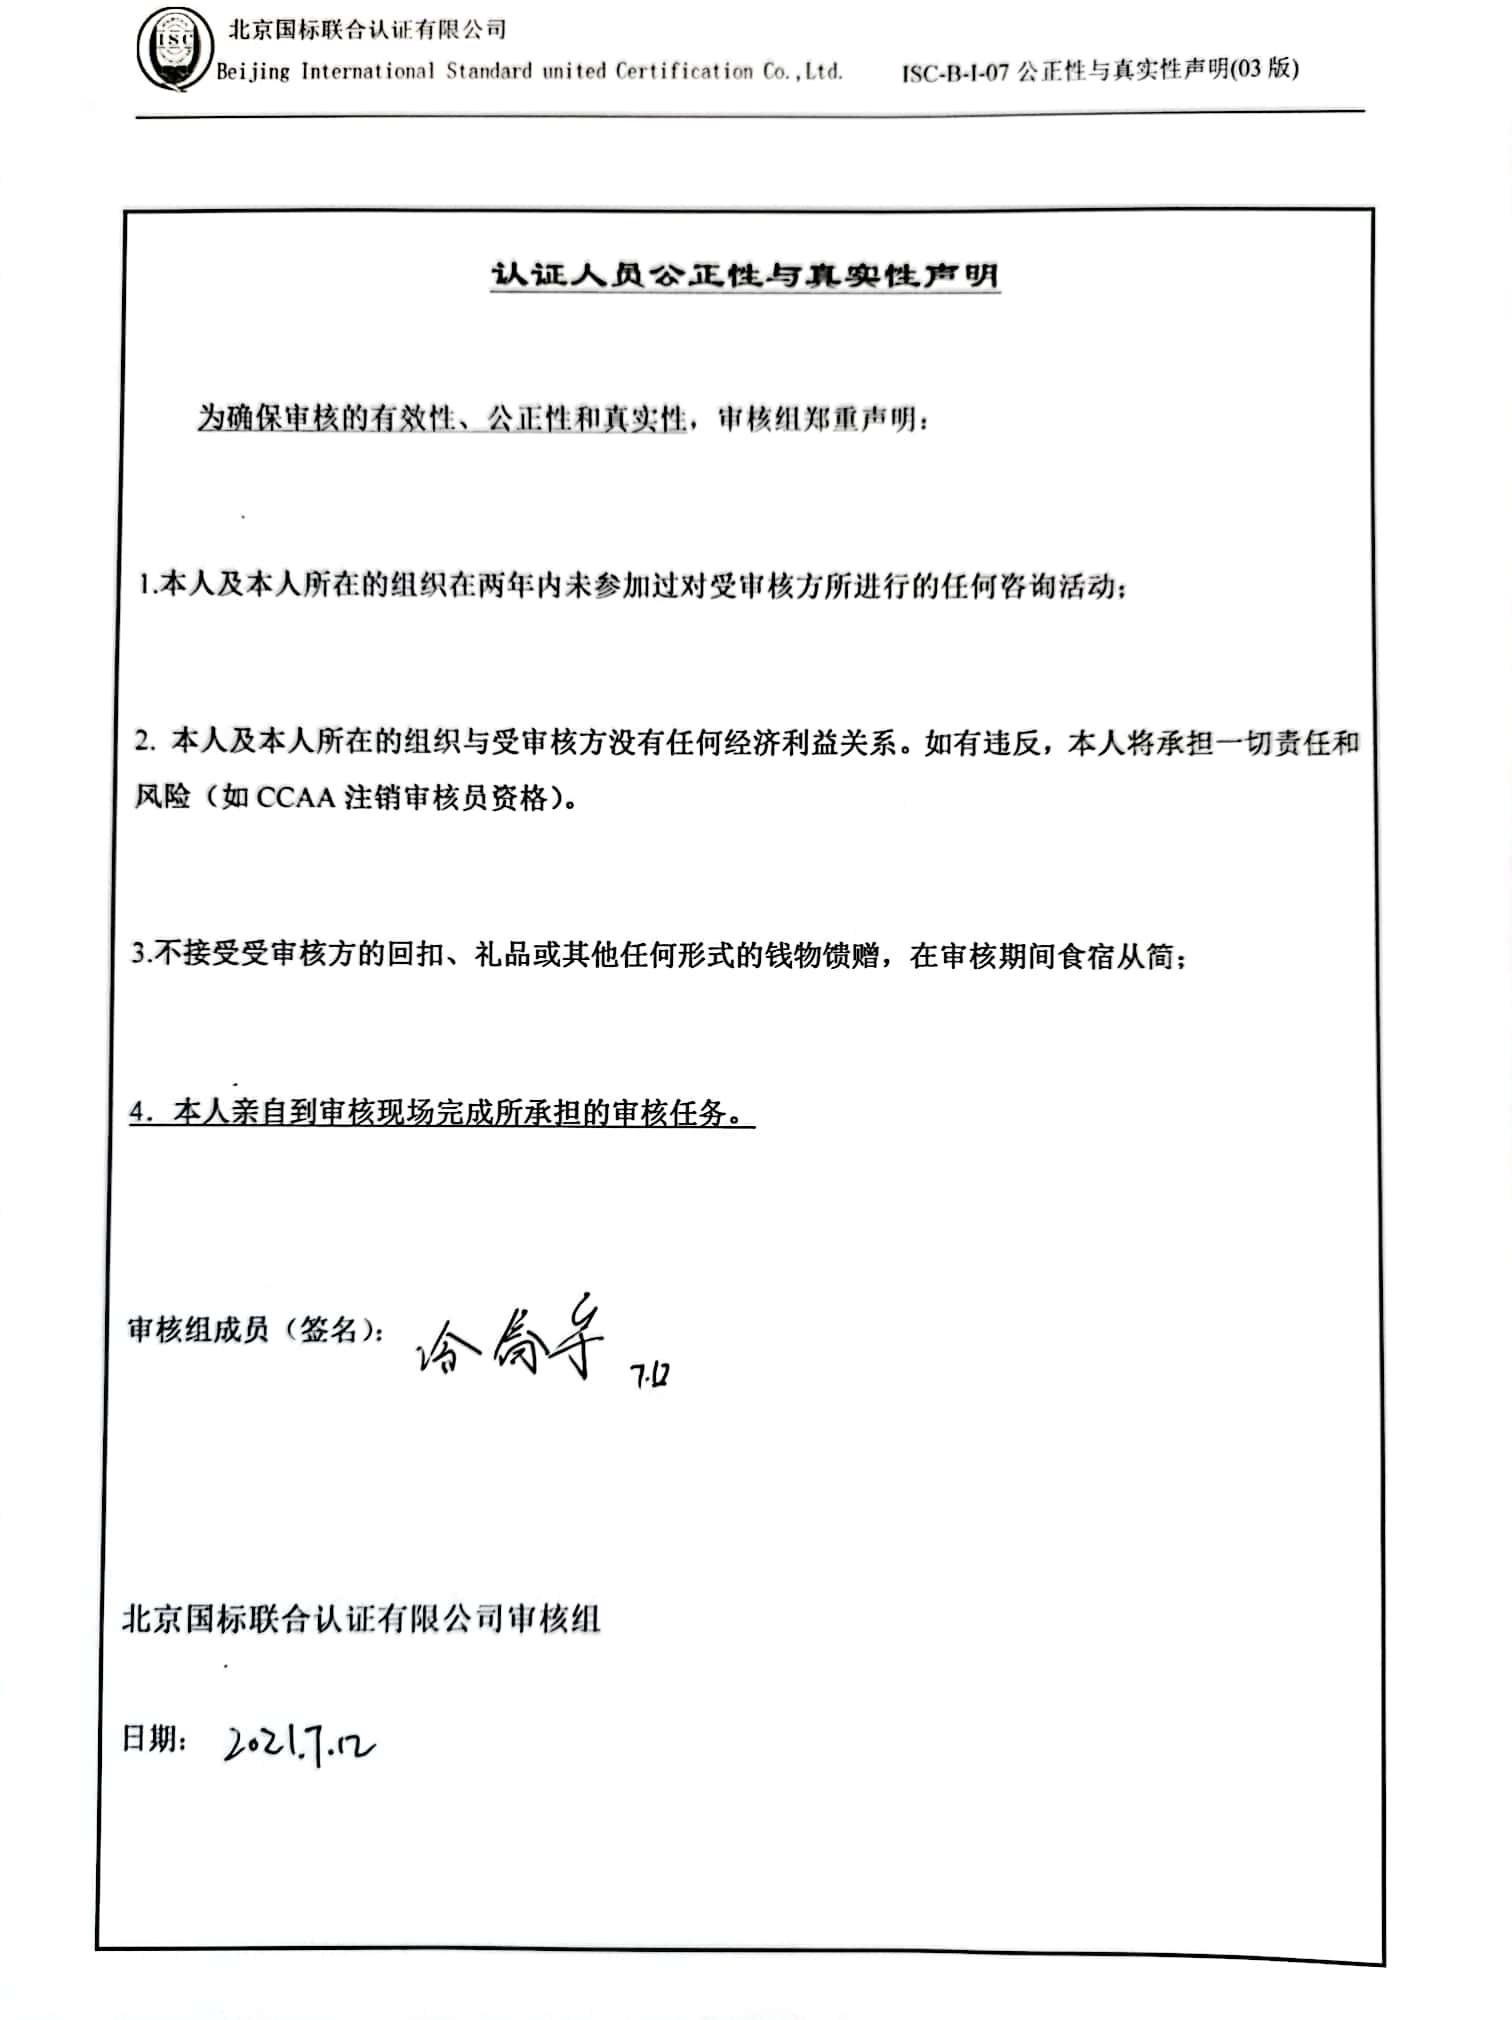 ISC
北京国标联合认证有限公司
Beijing International Standard united Certification Co.,Ltd. ISC-B-I-07 公正性与真实性声明(03 版)
认证人员公正性与真实性声明
为确保审核的有效性、公正性和真实性，审核组郑重声明：
1.本人及本人所在的组织在两年内未参加过对受审核方所进行的任何咨询活动；
2. 本人及本人所在的组织与受审核方没有任何经济利益关系。如有违反，本人将承担一切责任和
风险（如 CCAA 注销审核员资格）。
3.不接受受审核方的回扣、礼品或其他任何形式的钱物馈赠，在审核期间食宿从简；
4．本人亲自到审核现场完成所承担的审核任务。
审核组成员（签名）：
7.12
北京国标联合认证有限公司审核组
日期： 2021.7.12